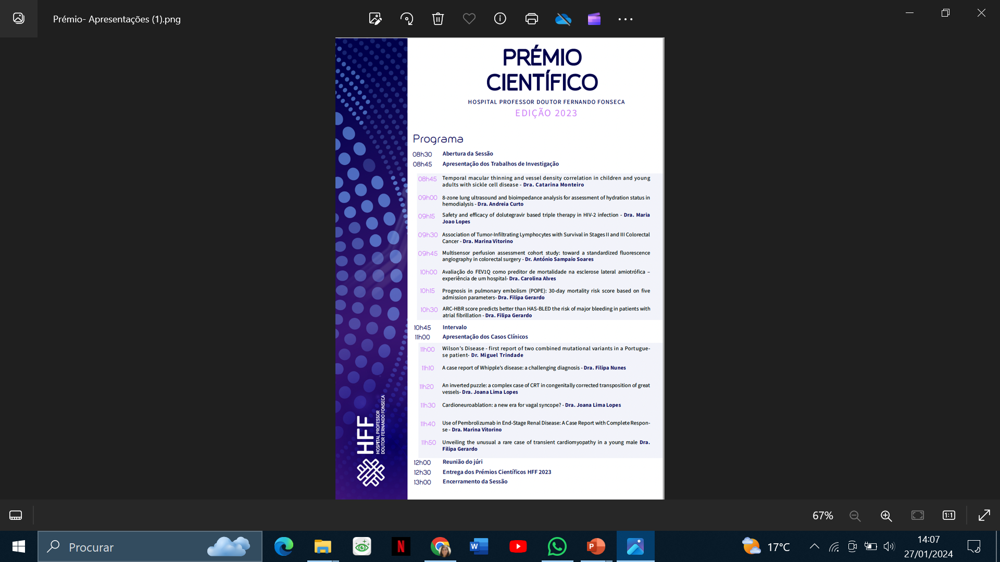 Prémio- Apresentações (1).png
PRÉMIO
CIENTÍFICO
HOSPITAL PROFESSOR DOUTOR FERNANDO FONSECA
EDIÇÃO 2023
Programa
08h30 Abertura da Sessão
08h45 Apresentação dos Trabalhos de Investigação
08h45 Temporal macular thinning and vessel density correlation in children and young
adults with sickle cell disease - Dra. Catarina Monteiro
09h00 8-zone lung ultrasound and bioimpedance analysis for assessment of hydration status in
hemodialysis - Dra. Andreia Curto
09h15 Safety and efficacy of dolutegravir based triple therapy in HIV-2 infection - Dra. Maria
Joao Lopes
09h30 Association of Tumor-Infiltrating Lymphocytes with Survival in Stages II and III Colorectal
Cancer - Dra. Marina Vitorino
09h45 Multisensor perfusion assessment cohort study: toward a standardized fluorescence
angiography in colorectal surgery - Dr. António Sampaio Soares
10h00 Avaliação do FEV1Q como preditor de mortalidade na esclerose lateral amiotrófica –
experiência de um hospital- Dra. Carolina Alves
10h15 Prognosis in pulmonary embolism (POPE): 30-day mortality risk score based on five
admission parameters- Dra. Filipa Gerardo
10h30 ARC-HBR score predicts better than HAS-BLED the risk of major bleeding in patients with
atrial fibrillation - Dra. Filipa Gerardo
10h45 Intervalo
11h00 Apresentação dos Casos Clínicos
11h00 Wilson's Disease - first report of two combined mutational variants in a Portugue-
se patient- Dr. Miguel Trindade
11h10 A case report of Whipple's disease: a challenging diagnosis - Dra. Filipa Nunes
11h20 An inverted puzzle: a complex case of CRT in congenitally corrected transposition of great
vessels- Dra. Joana Lima Lopes
11h30 Cardioneuroablation: a new era for vagal syncope? - Dra. Joana Lima Lopes
11h40 Use of Pembrolizumab in End-Stage Renal Disease: A Case Report with Complete Respon-
se - Dra. Marina Vitorino
11h50 Unveiling the unusual a rare case of transient cardiomyopathy in a young male Dra.
Filipa Gerardo
12h00 Reunião do júri
12h30 Entrega dos Prémios Científicos HFF 2023
13h00 Encerramento da Sessão
HFF
HOSPITAL PROFESSOR
DOUTOR FERNANDO FONSECA
67%
1:1
Procurar
N
W
P
17°C
14:07
27/01/2024